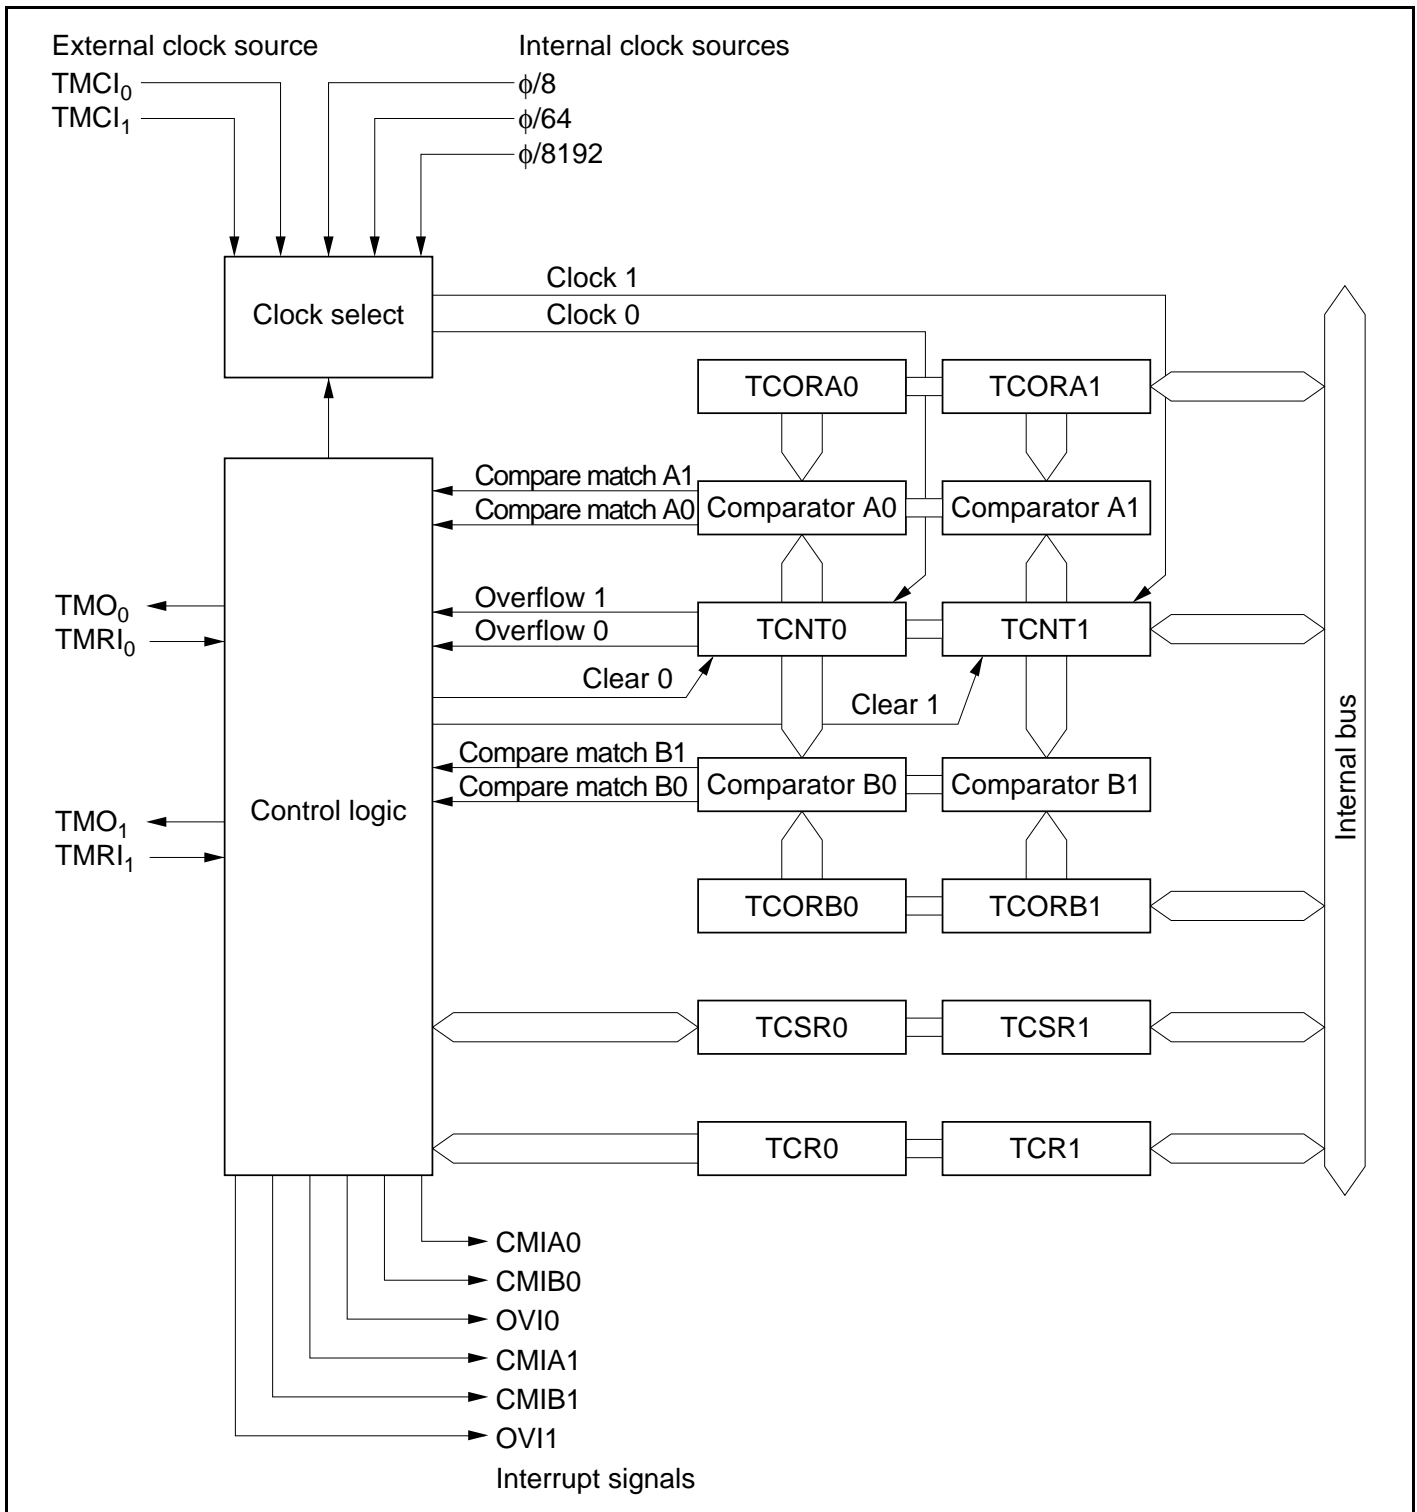 External clock source
Internal clock sources
TMCI₀
ϕ/8
TMCI₁
ϕ/64
ϕ/8192
Clock select
Clock 1
Clock 0
TCORA0
TCORA1
Compare match A1
Compare match A0
Comparator A0
Comparator A1
TMO₀
TMRI₀
Overflow 1
Overflow 0
TCNT0
TCNT1
Clear 0
Clear 1
Internal bus
Compare match B1
Compare match B0
Comparator B0
Comparator B1
Control logic
TMO₁
TMRI₁
TCORB0
TCORB1
TCSR0
TCSR1
TCR0
TCR1
CMIA0
CMIB0
OVI0
CMIA1
CMIB1
OVI1
Interrupt signals